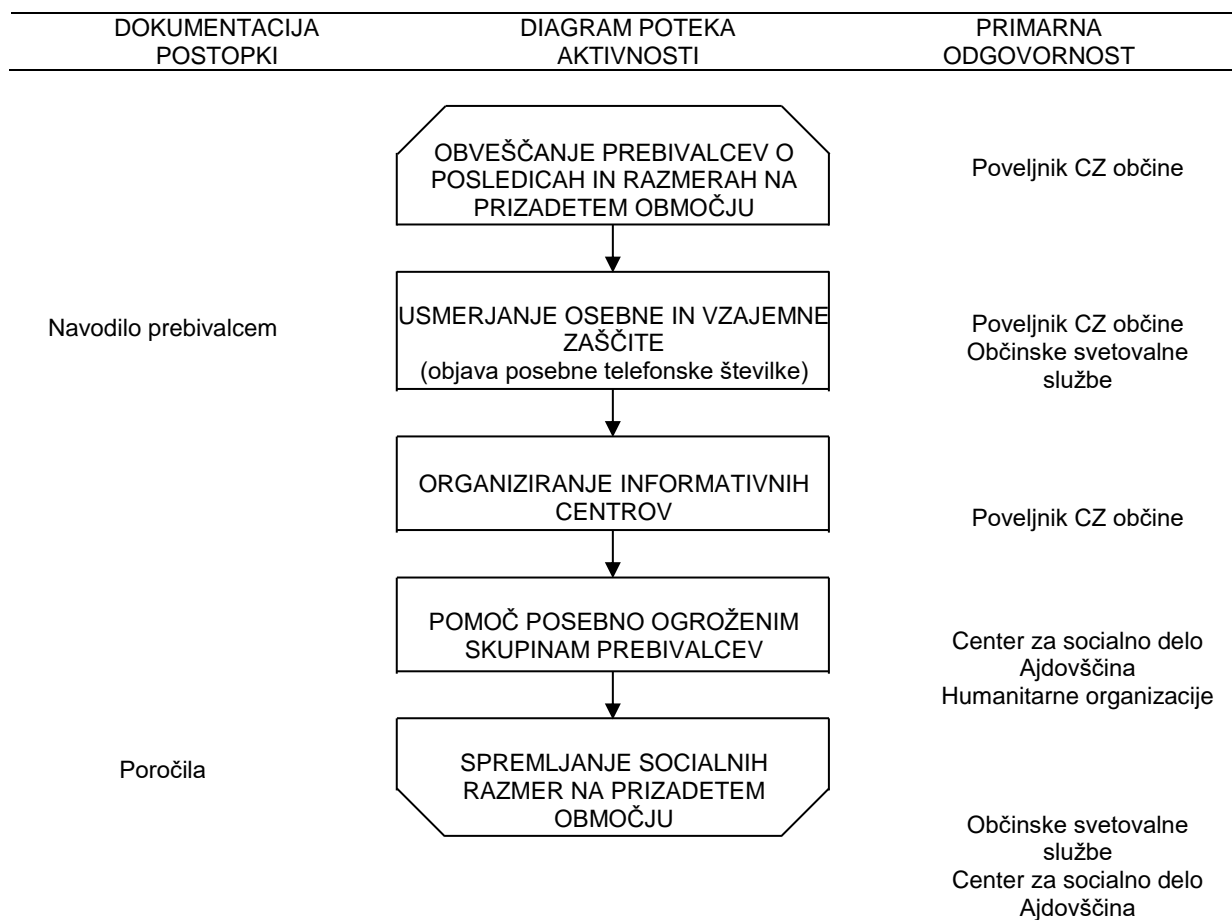 DOKUMENTACIJA
POSTOPKI
DIAGRAM POTEKA
AKTIVNOSTI
PRIMARNA
ODGOVORNOST
OBVEŠČANJE PREBIVALCEV O
POSLEDICAH IN RAZMERAH NA
PRIZADETEM OBMOČJU
Poveljnik CZ občine
Navodilo prebivalcem
USMERJANJE OSEBNE IN VZAJEMNE
ZAŠČITE
(objava posebne telefonske številke)
Poveljnik CZ občine
Občinske svetovalne
službe
ORGANIZIRANJE INFORMATIVNIH
CENTROV
Poveljnik CZ občine
POMOČ POSEBNO OGROŽENIM
SKUPINAM PREBIVALCEV
Center za socialno delo
Ajdovščina
Humanitarne organizacije
Poročila
SPREMLJANJE SOCIALNIH
RAZMER NA PRIZADETEM
OBMOČJU
Občinske svetovalne
službe
Center za socialno delo
Ajdovščina